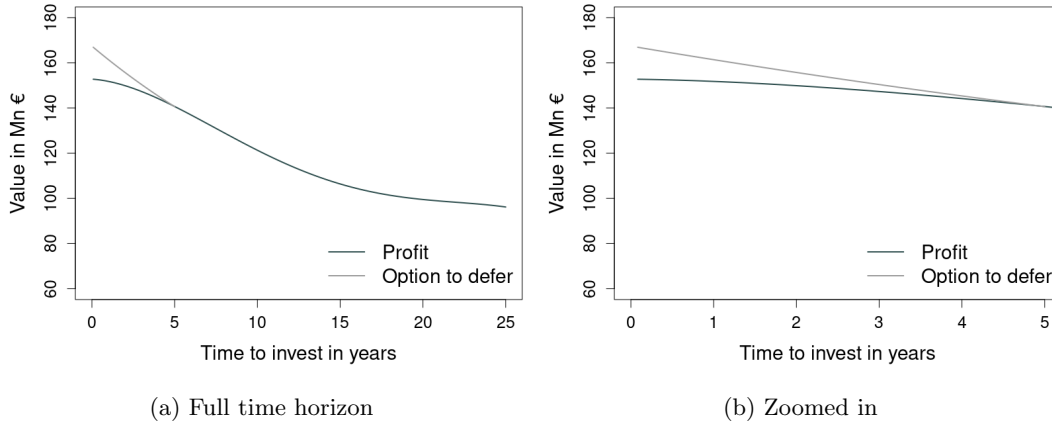 180
160
140
120
100
80
60
Value in Mn €
0 5 10 15 20 25
Time to invest in years
Profit
Option to defer
(a) Full time horizon
180
160
140
120
100
80
60
Value in Mn €
0 1 2 3 4 5
Time to invest in years
Profit
Option to defer
(b) Zoomed in